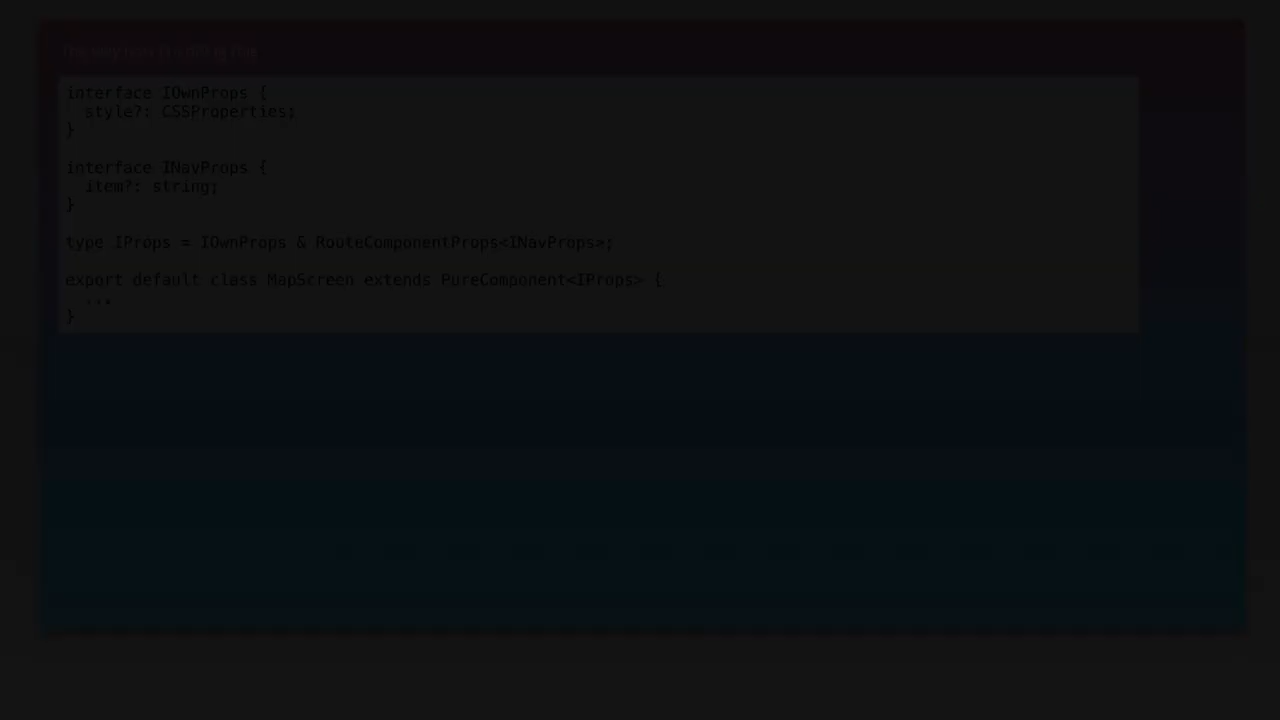 interface IOwnProps {
  style?: CSSProperties;
}

interface INavProps {
  item?: string;
}

type IProps = IOwnProps & RouteComponentProps<INavProps>;

export default class MapScreen extends PureComponent<IProps> {
  ...
}